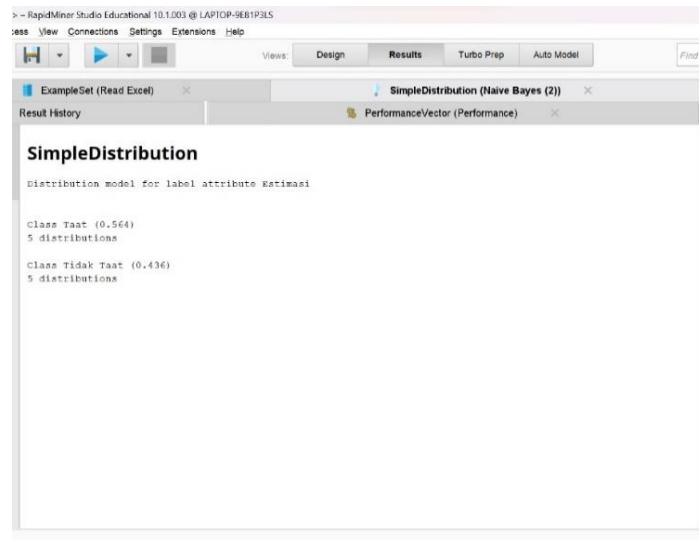 > – RapidMiner Studio Educational 10.1.003 @ LAPTOP-9E81P3LS
ess View Connections Settings Extensions Help
Views: Design Results Turbo Prep Auto Model Find
ExampleSet (Read Excel) SimpleDistribution (Naive Bayes (2))
Result History PerformanceVector (Performance)
SimpleDistribution
Distribution model for label attribute Estimasi
Class Taat (0.564)
5 distributions
Class Tidak Taat (0.436)
5 distributions